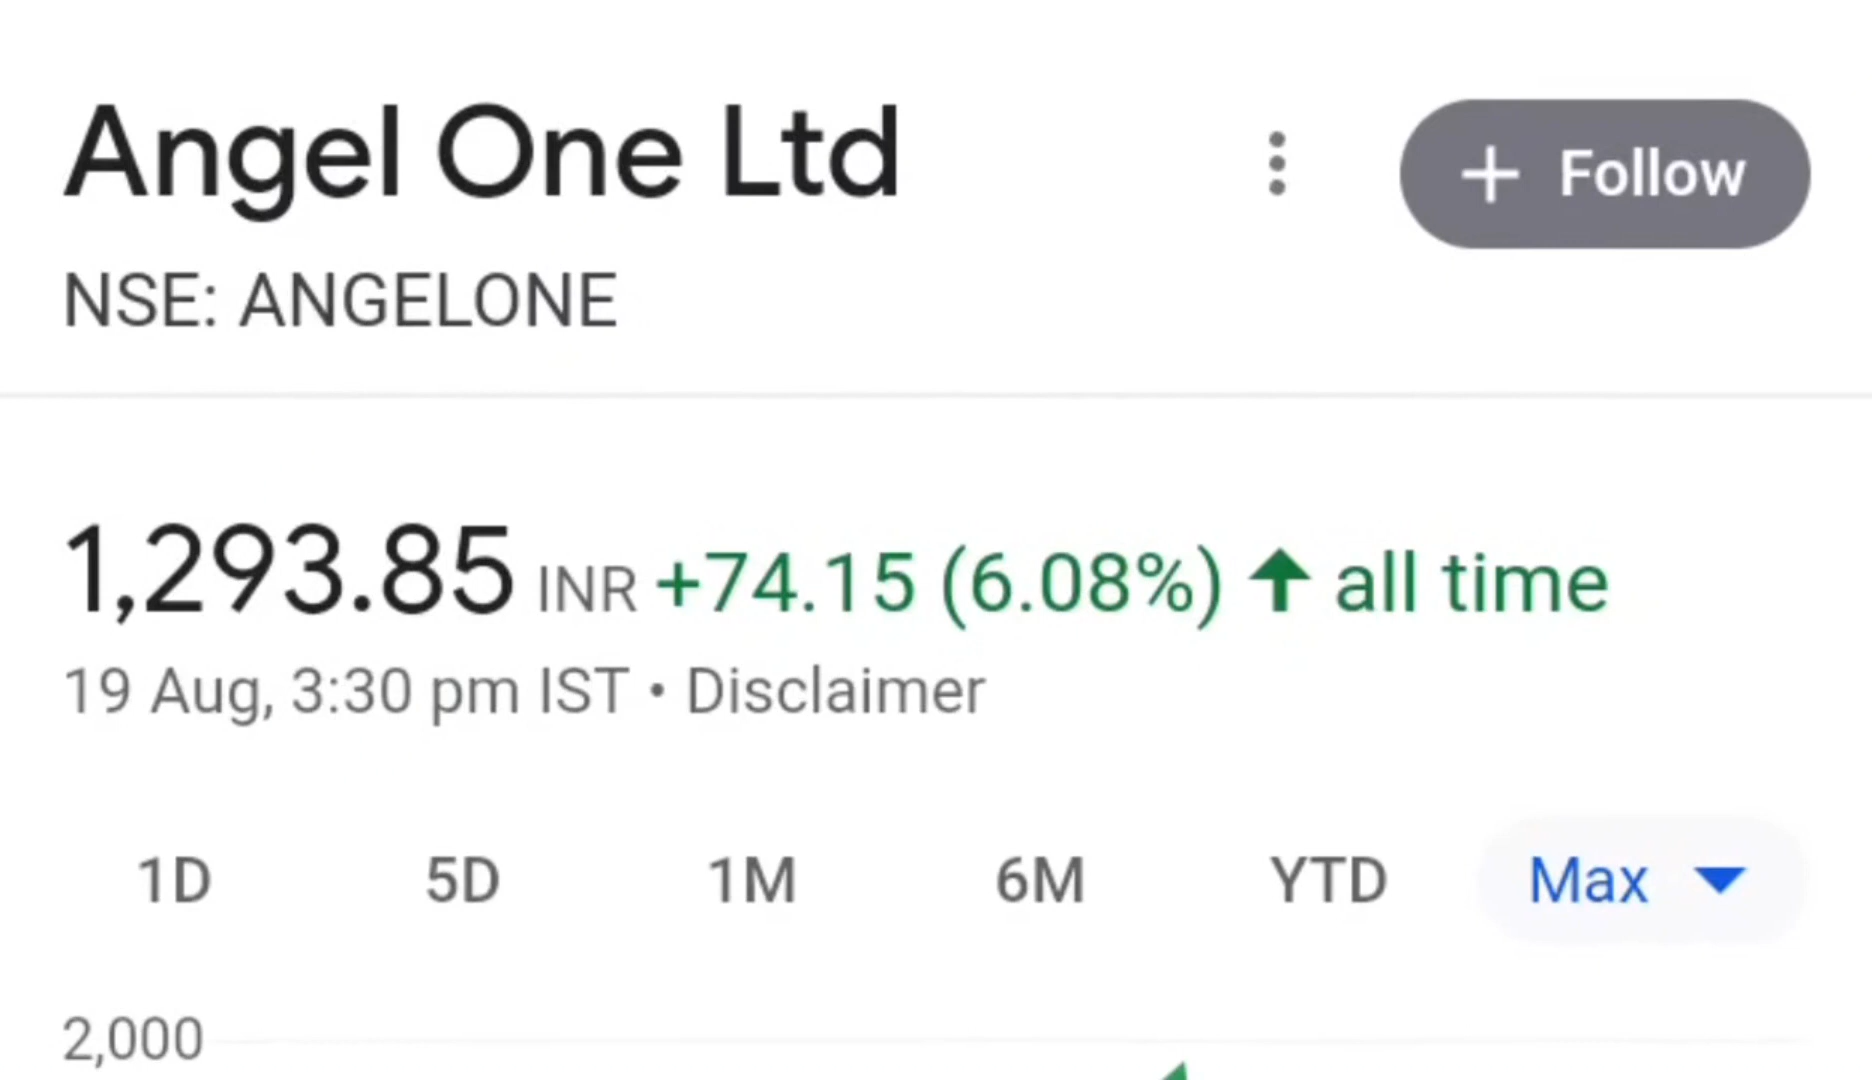 Angel One Ltd
+ Follow
NSE: ANGELONE
1,293.85 INR +74.15 (6.08%) ↑ all time
19 Aug, 3:30 pm IST • Disclaimer
1D 5D 1M 6M YTD Max
2,000